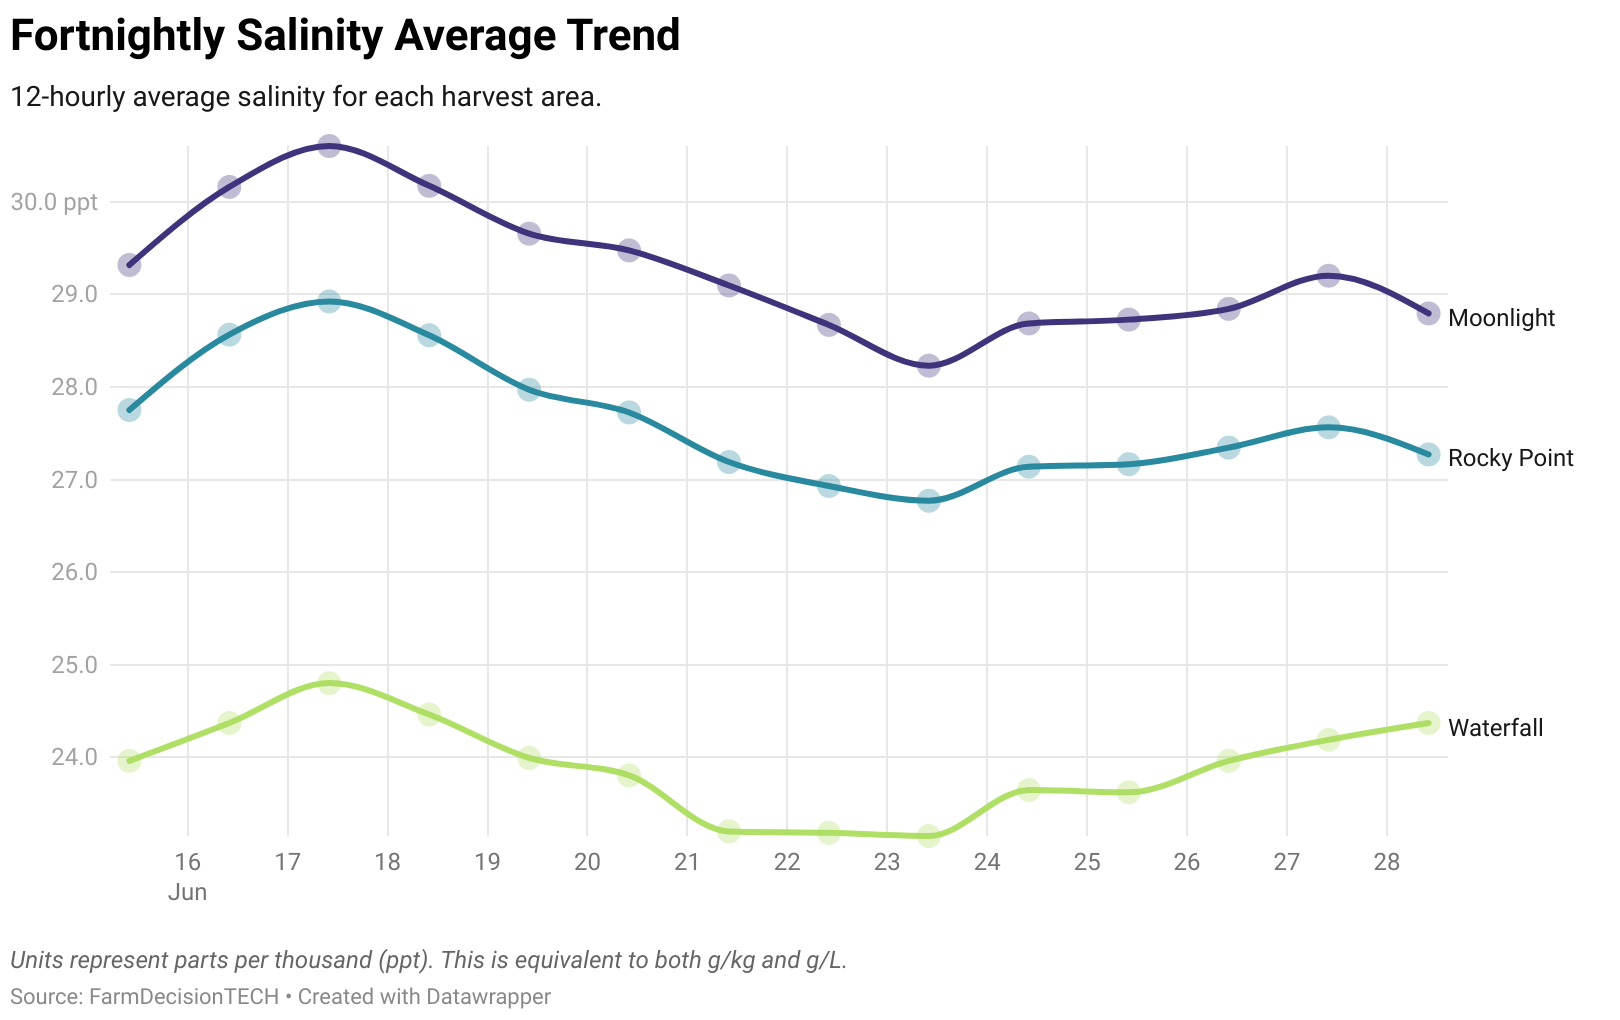 Fortnightly Salinity Average Trend
12-hourly average salinity for each harvest area.
30.0 ppt
29.0
28.0
27.0
26.0
25.0
24.0
Moonlight
Rocky Point
Waterfall
16 17 18 19 20 21 22 23 24 25 26 27 28
Jun
Units represent parts per thousand (ppt). This is equivalent to both g/kg and g/L.
Source: FarmDecisionTECH • Created with Datawrapper